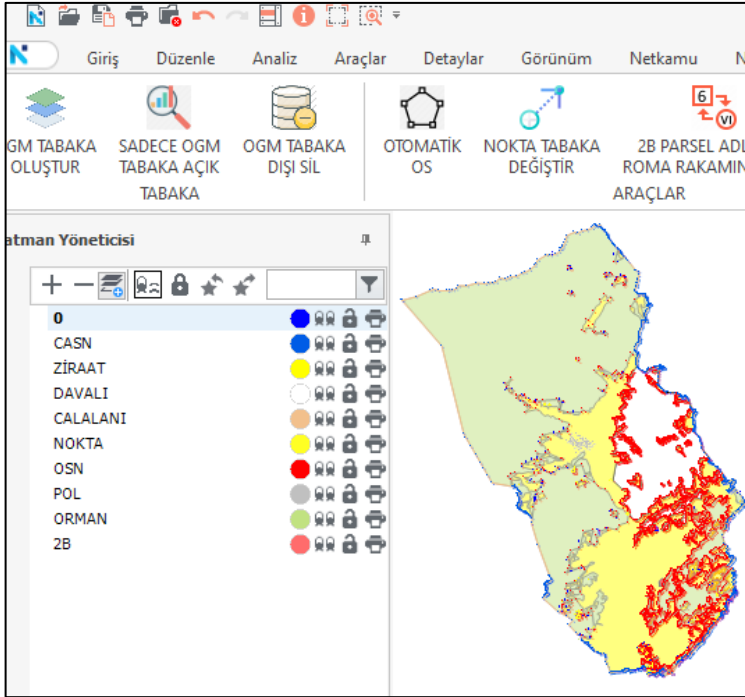 Giriş Düzenle Analiz Araçlar Detaylar Görünüm Netkamu N
GM TABAKA OLUŞTUR
SADECE OGM TABAKA AÇIK
OGM TABAKA DIŞI SİL
TABAKA
OTOMATİK OS
NOKTA TABAKA DEĞİŞTİR
6 VI
2B PARSEL ADL
ROMA RAKAMIN
ARAÇLAR
atman Yöneticisi
0
CASN
ZİRAAT
DAVALI
CALALANI
NOKTA
OSN
POL
ORMAN
2B